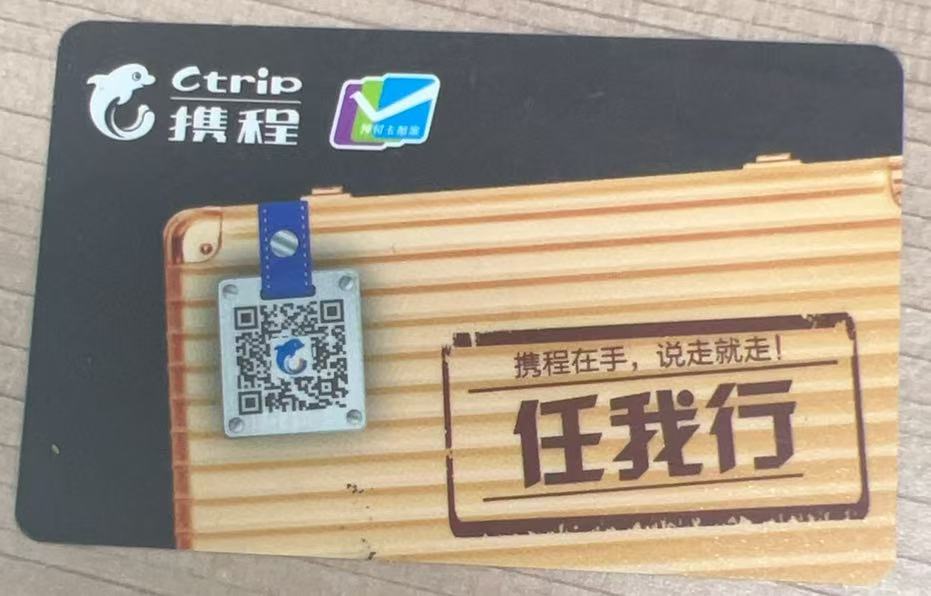 Ctrip
携程
携程在手，说走就走！
任我行